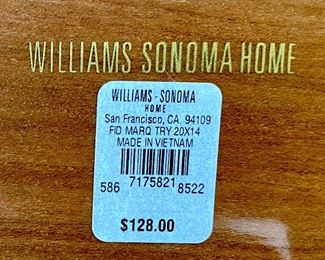 WILLIAMS SONOMA HOME
WILLIAMS-SONOMA
HOME
San Francisco, CA. 94109
FID MARQ TRY 20X14
MADE IN VIETNAM
586 7175821 8522
$128.00